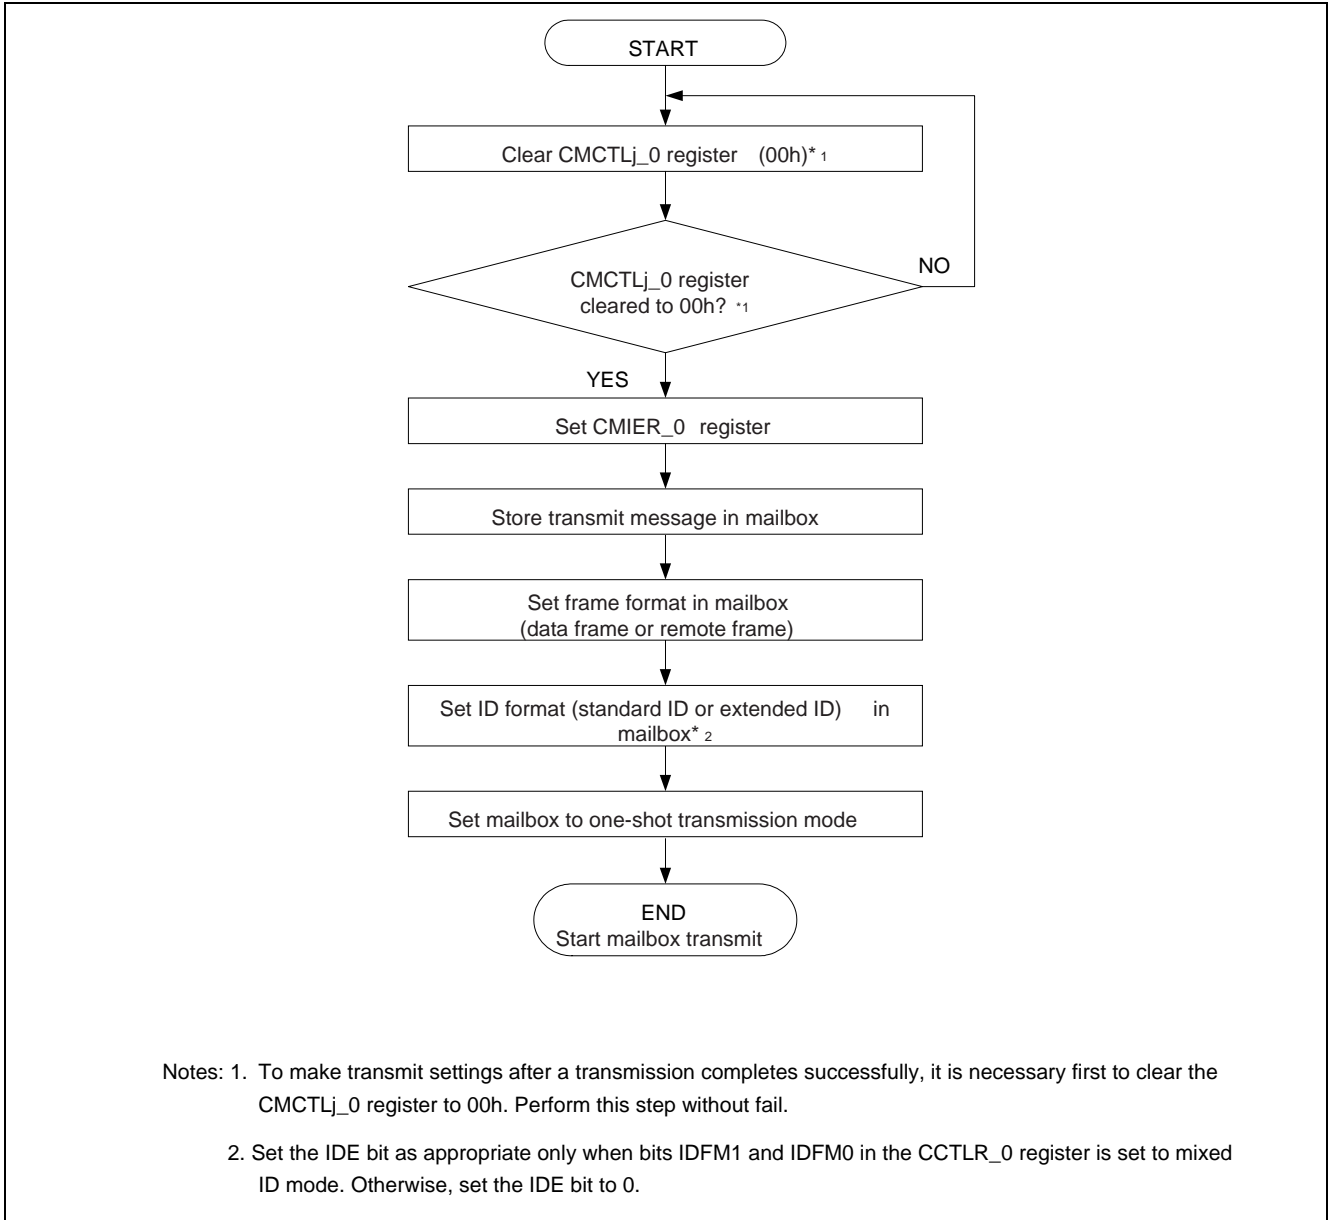 START
Clear CMCTLj_0 register (00h)* 1
CMCTLj_0 register
cleared to 00h? *1
NO
YES
Set CMIER_0 register
Store transmit message in mailbox
Set frame format in mailbox
(data frame or remote frame)
Set ID format (standard ID or extended ID) in
mailbox* 2
Set mailbox to one-shot transmission mode
END
Start mailbox transmit
Notes: 1. To make transmit settings after a transmission completes successfully, it is necessary first to clear the
CMCTLj_0 register to 00h. Perform this step without fail.
2. Set the IDE bit as appropriate only when bits IDFM1 and IDFM0 in the CCTLR_0 register is set to mixed
ID mode. Otherwise, set the IDE bit to 0.